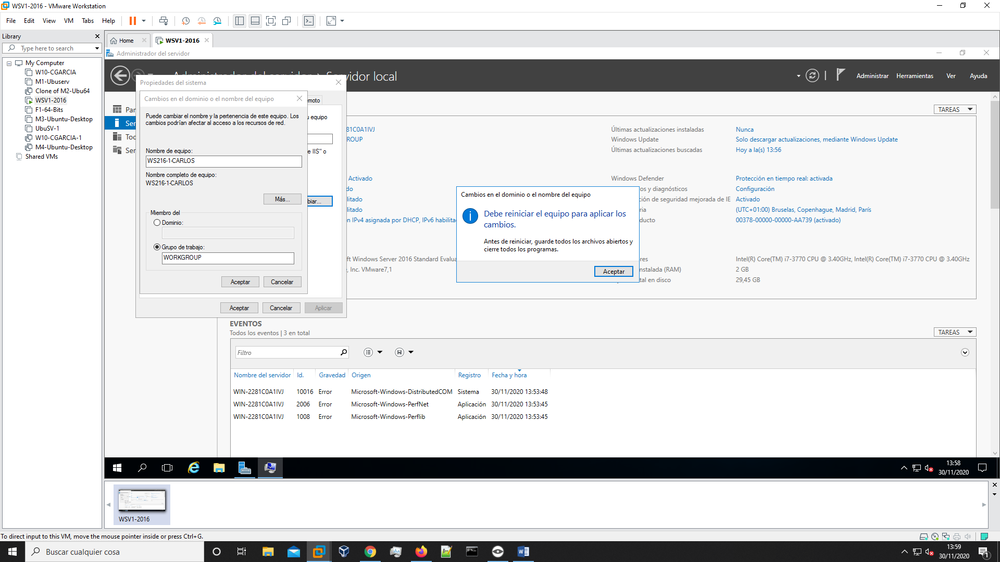 WSV1-2016 - VMware Workstation
File Edit View VM Tabs Help
Library
Type here to search
My Computer
W10-CGARCIA
M1-Ubuserv
Clone of M2-Ubu64
WSV1-2016
F1-64-Bits
M3-Ubuntu-Desktop
UbuSV-1
W10-CGARCIA-1
M4-Ubuntu-Desktop
Shared VMs
Home WSV1-2016
Administrador del servidor
Servidor local
Administrar Herramientas Ver Ayuda
Propiedades del sistema
Cambios en el dominio o el nombre del equipo
Puede cambiar el nombre y la pertenencia de este equipo. Los
cambios podrían afectar al acceso a los recursos de red.
Nombre de equipo:
WS216-1-CARLOS
Nombre completo de equipo:
WS216-1-CARLOS
Más...
Miembro del
Dominio:
Grupo de trabajo:
WORKGROUP
Aceptar Cancelar
Aceptar Cancelar Aplicar
emoto
u equipo
e IIS" o
biar...
Par
Ser
Tod
Ser
TAREAS
281C0A1IVJ
ROUP
Activado
do
litado
litado
n IPv4 asignada por DHCP, IPv6 habilita
ft Windows Server 2016 Standard Evalua
, Inc. VMware7,1
Últimas actualizaciones instaladas Nunca
Windows Update Solo descargar actualizaciones, mediante Windows Update
Últimas actualizaciones buscadas Hoy a la(s) 13:56
Windows Defender Protección en tiempo real: activada
os y diagnósticos Configuración
ción de seguridad mejorada de IE Activado
ria (UTC+01:00) Bruselas, Copenhague, Madrid, París
ducto 00378-00000-00000-AA739 (activado)
res Intel(R) Core(TM) i7-3770 CPU @ 3.40GHz, Intel(R) Core(TM) i7-3770 CPU @ 3.40GHz
nstalada (RAM) 2 GB
tal en disco 29,45 GB
Cambios en el dominio o el nombre del equipo
Debe reiniciar el equipo para aplicar los
cambios.
Antes de reiniciar, guarde todos los archivos abiertos y
cierre todos los programas.
Aceptar
EVENTOS
Todos los eventos | 3 en total
TAREAS
Filtro
Nombre del servidor Id. Gravedad Origen Registro Fecha y hora
WIN-2281C0A1IVJ 10016 Error Microsoft-Windows-DistributedCOM Sistema 30/11/2020 13:53:48
WIN-2281C0A1IVJ 2006 Error Microsoft-Windows-PerfNet Aplicación 30/11/2020 13:53:45
WIN-2281C0A1IVJ 1008 Error Microsoft-Windows-Perflib Aplicación 30/11/2020 13:53:45
13:58
30/11/2020
WSV1-2016
To direct input to this VM, move the mouse pointer inside or press Ctrl+G.
Buscar cualquier cosa
13:59
30/11/2020
1